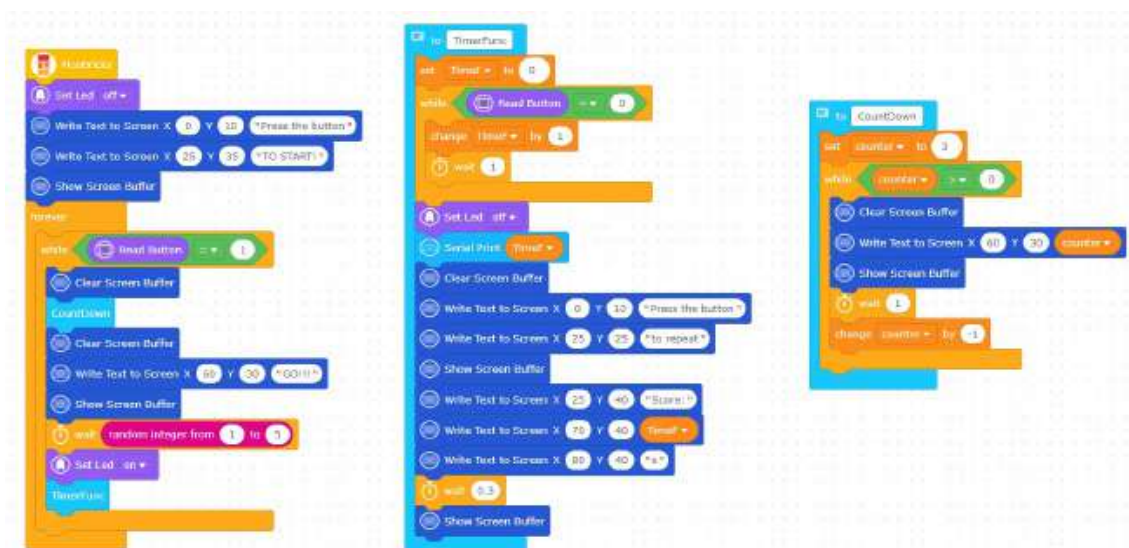 Set Led off
Write Text to Screen X 0 Y 10 "Press the button"
Write Text to Screen X 25 Y 35 "TO START!"
Show Screen Buffer
forever
while Read Button = 1
Clear Screen Buffer
CountDown
Clear Screen Buffer
Write Text to Screen X 60 Y 30
Show Screen Buffer
wait random integer from 1 to 5
Set Led on
TimerFunc
to TimerFunc
set to 0
while Read Button = 0
change by 1
wait 1
Set Led off
Serial Print
Clear Screen Buffer
Write Text to Screen X 0 Y 10 "Press the button"
Write Text to Screen X 25 Y 25 "to repeat"
Show Screen Buffer
Write Text to Screen X 25 Y 40 "Score:"
Write Text to Screen X 70 Y 40
Write Text to Screen X 80 Y 40 "s"
wait 0.3
Show Screen Buffer
to CountDown
set counter to 3
while counter > 0
Clear Screen Buffer
Write Text to Screen X 60 Y 30 counter
Show Screen Buffer
wait 1
change counter by -1